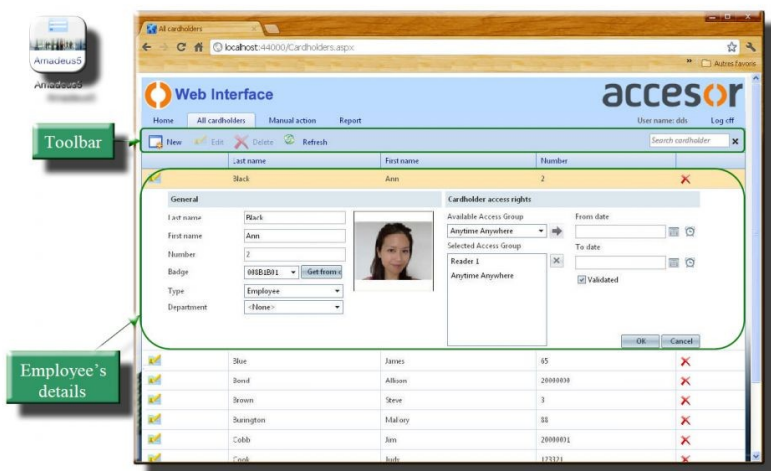 All cardholders
localhost:44000/Cardholders.aspx
Autres favoris
Amadeus5
Amadeus5
Web Interface
accesor
Home All cardholders Manual action Report User name: dds Log off
Toolbar
New Edit Delete Refresh Search cardholder
Last name First name Number
Black Ann 2
General Cardholder access rights
Last name Black Available Access Group From date
First name Ann Anytime Anywhere
Number 2 Selected Access Group To date
Badge 008B1B01 Get from Reader 1
Type Employee Anytime Anywhere Validated
Department <None>
OK Cancel
Employee's
details
Blue James 65
Bond Allison 20000030
Brown Steve 3
Burington Mallory 88
Cobb Jim 20000031
Cook Judy 123321